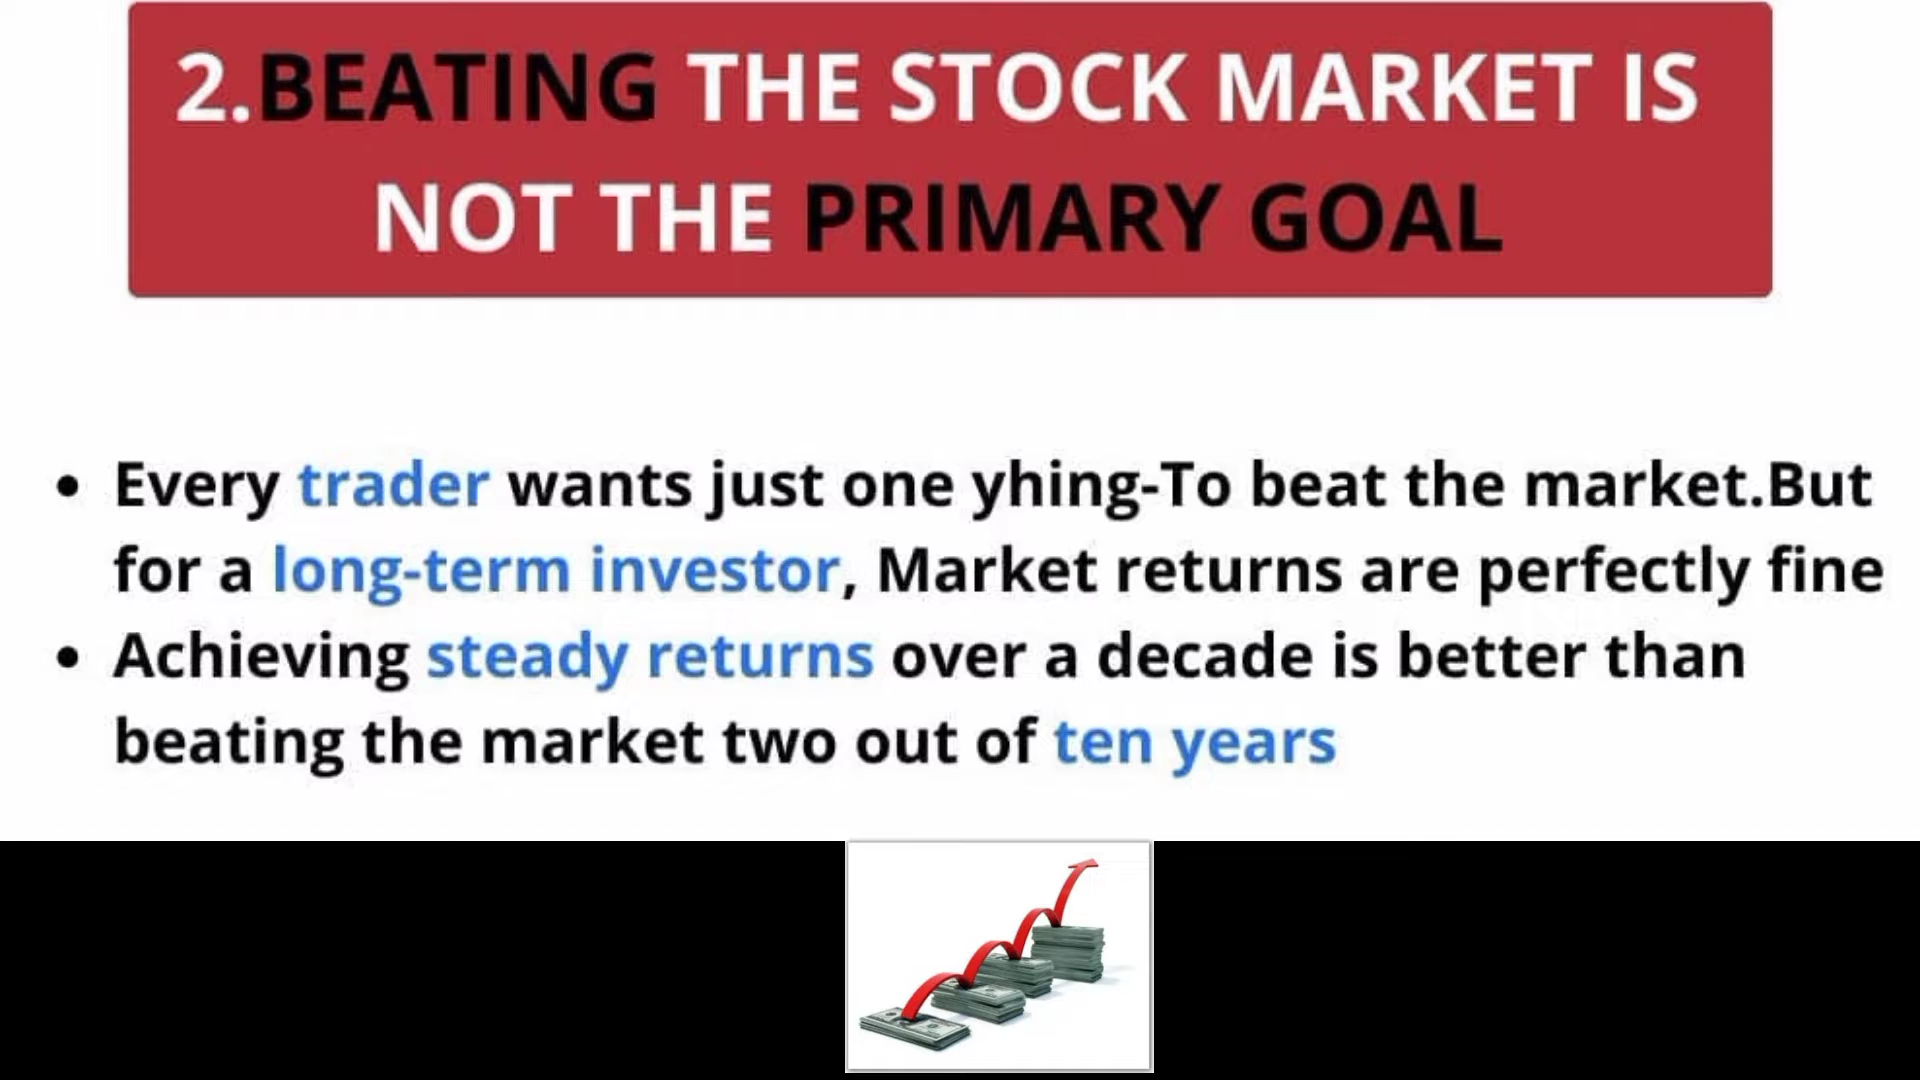 2.BEATING THE STOCK MARKET IS
NOT THE PRIMARY GOAL
• Every trader wants just one yhing-To beat the market.But
for a long-term investor, Market returns are perfectly fine
• Achieving steady returns over a decade is better than
beating the market two out of ten years